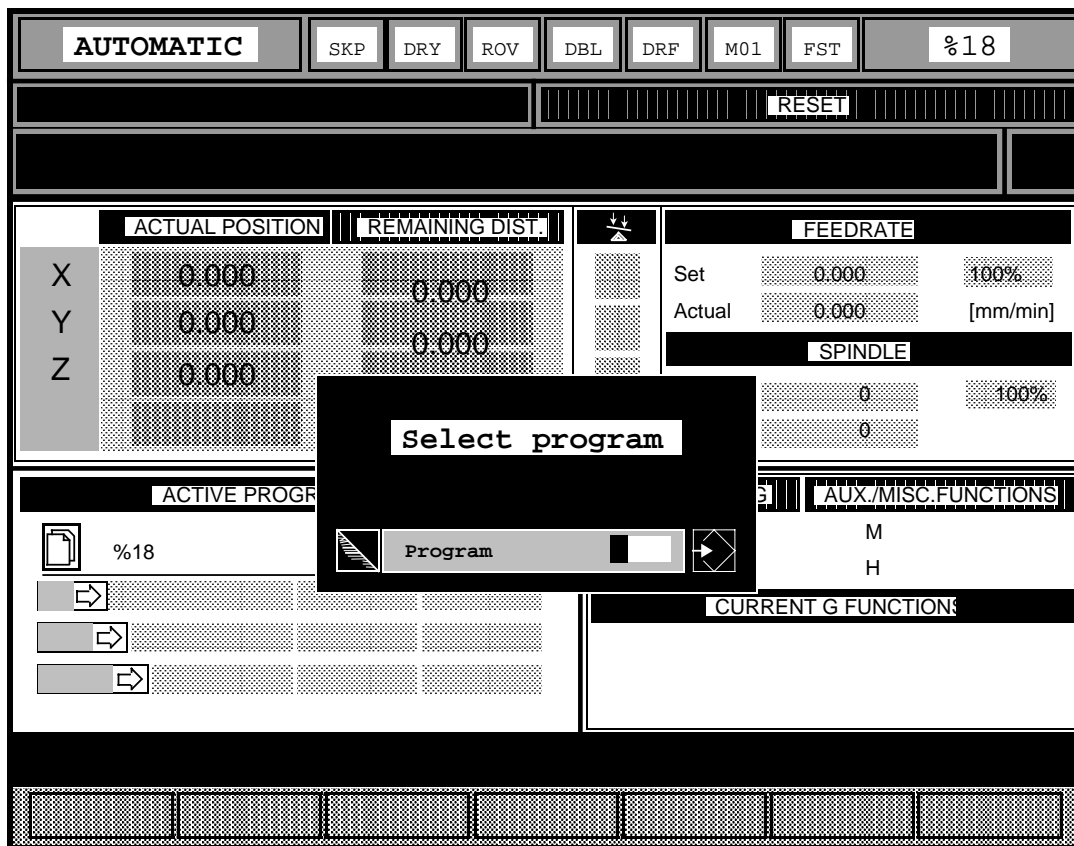 AUTOMATIC SKP DRY ROV DBL DRF M01 FST %18
RESET
ACTUAL POSITION REMAINING DIST. FEEDRATE
X 0.000 0.000 Set 0.000 100%
Y 0.000 0.000 Actual 0.000 [mm/min]
SPINDLE
Z 0.000
0 100%
0
Select program
ACTIVE PROGR G AUX./MISC.FUNCTIONS
%18 Program M
H
CURRENT G FUNCTIONS